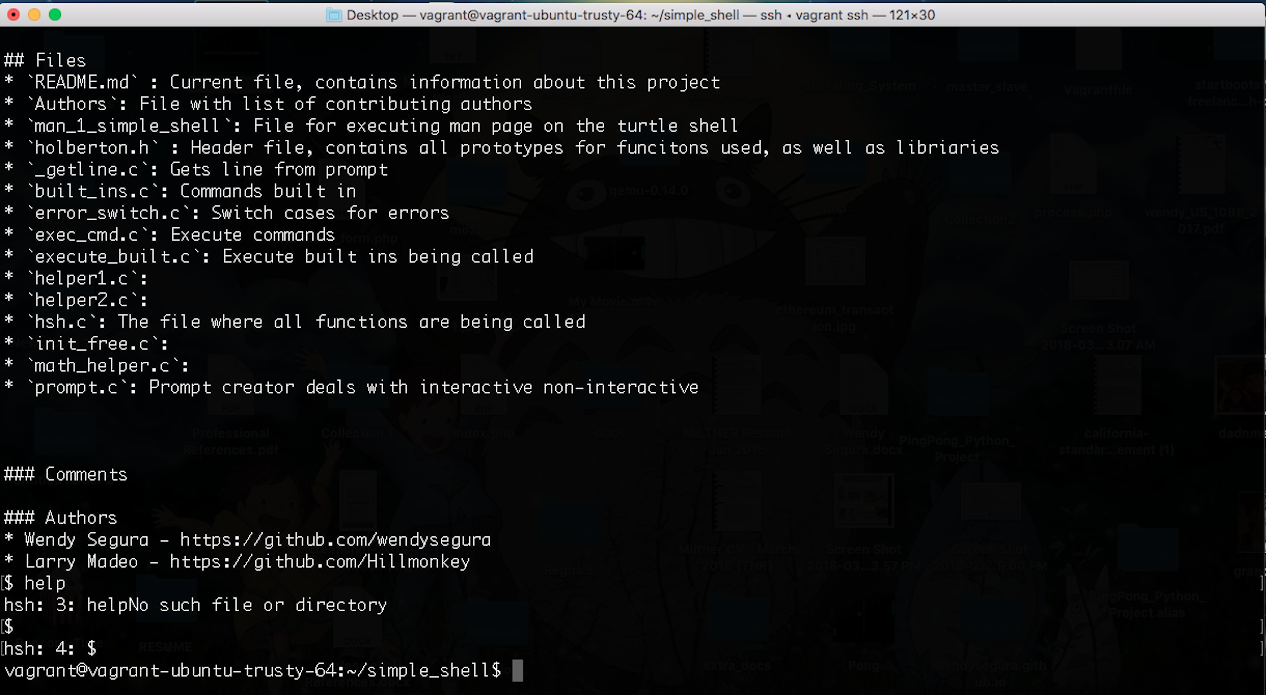 Desktop — vagrant@vagrant-ubuntu-trusty-64: ~/simple_shell — ssh • vagrant ssh — 121×30
## Files
* `README.md` : Current file, contains information about this project
* `Authors`: File with list of contributing authors
* `man_1_simple_shell`: File for executing man page on the turtle shell
* `holberton.h` : Header file, contains all prototypes for funcitons used, as well as libriaries
* `_getline.c`: Gets line from prompt
* `built_ins.c`: Commands built in
* `error_switch.c`: Switch cases for errors
* `exec_cmd.c`: Execute commands
* `execute_built.c`: Execute built ins being called
* `helper1.c`:
* `helper2.c`:
* `hsh.c`: The file where all functions are being called
* `init_free.c`:
* `math_helper.c`:
* `prompt.c`: Prompt creator deals with interactive non-interactive
### Comments
### Authors
* Wendy Segura - https://github.com/wendysegura
* Larry Madeo - https://github.com/Hillmonkey
[$ help ]
hsh: 3: helpNo such file or directory
[$ ]
[hsh: 4: $ ]
vagrant@vagrant-ubuntu-trusty-64:~/simple_shell$